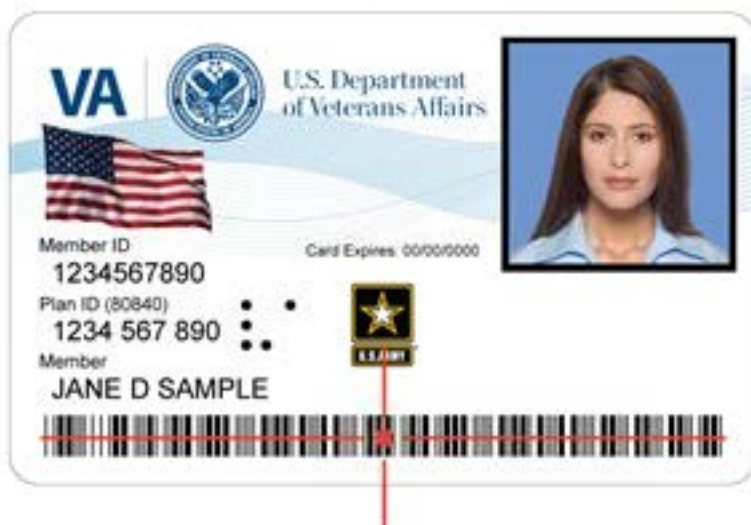 VA
U.S. Department
of Veterans Affairs
Member ID
Card Expires: 00/00/0000
1234567890
Plan ID (80840)
1234 567 890
U.S.ARMY
Member
JANE D SAMPLE